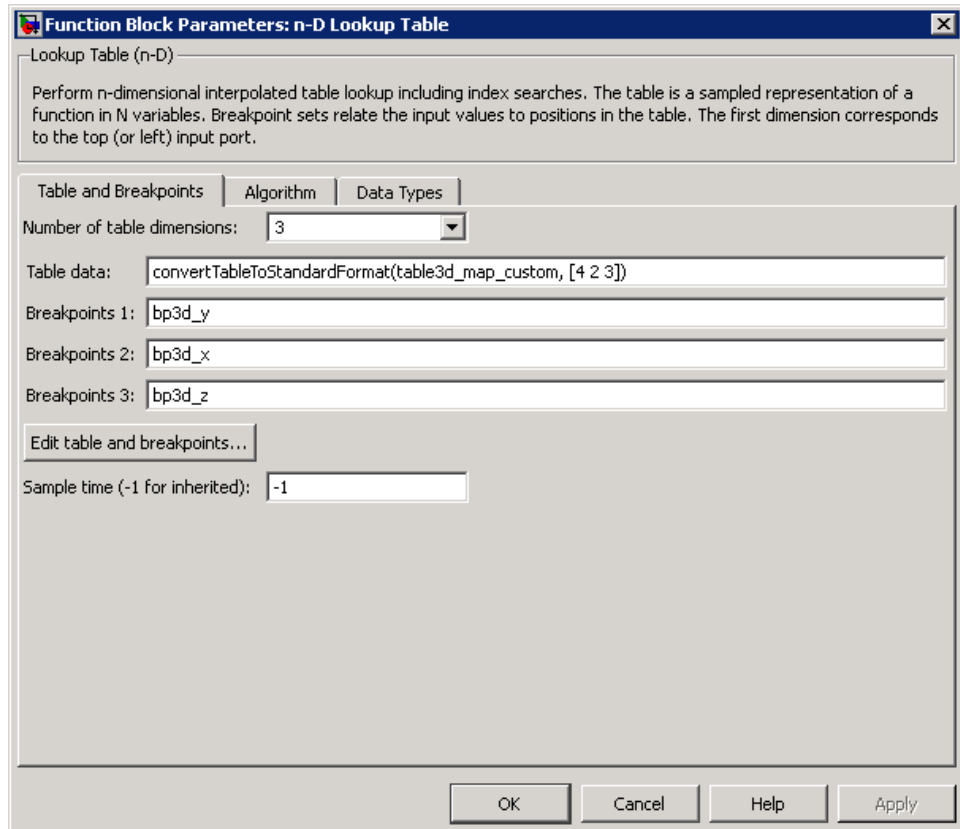 Function Block Parameters: n-D Lookup Table
Lookup Table (n-D)
Perform n-dimensional interpolated table lookup including index searches. The table is a sampled representation of a
function in N variables. Breakpoint sets relate the input values to positions in the table. The first dimension corresponds
to the top (or left) input port.
Table and Breakpoints Algorithm Data Types
Number of table dimensions: 3
Table data: convertTableToStandardFormat(table3d_map_custom, [4 2 3])
Breakpoints 1: bp3d_y
Breakpoints 2: bp3d_x
Breakpoints 3: bp3d_z
Edit table and breakpoints...
Sample time (-1 for inherited): -1
OK Cancel Help Apply